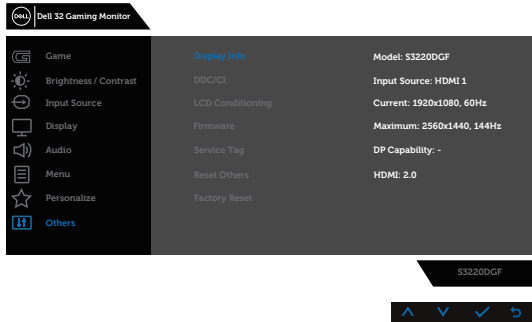 DELL
Dell 32 Gaming Monitor
Game
Brightness / Contrast
Input Source
Display
Audio
Menu
Personalize
Others
Display Info
DDC/CI
LCD Conditioning
Firmware
Service Tag
Reset Others
Factory Reset
Model: S3220DGF
Input Source: HDMI 1
Current: 1920x1080, 60Hz
Maximum: 2560x1440, 144Hz
DP Capability: -
HDMI: 2.0
S3220DGF